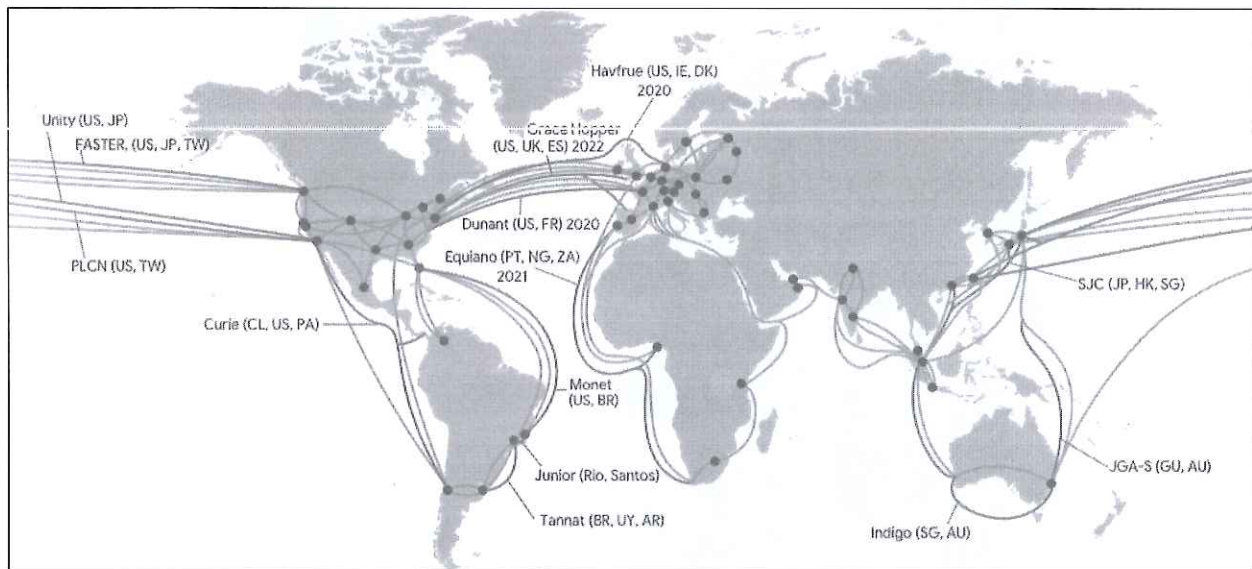 Havfrue (US, IE, DK)
2020
Unity (US, JP)
FASTER, (US, JP, TW)
Grace Hopper
(US, UK, ES) 2022
Dunant (US, FR) 2020
Equiano (PT, NG, ZA)
2021
PLCN (US, TW)
SJC (JP, HK, SG)
Curie (CL, US, PA)
Monet
(US, BR)
Junior (Rio, Santos)
JGA-S (GU, AU)
Tannat (BR, UY, AR)
Indigo (SG, AU)